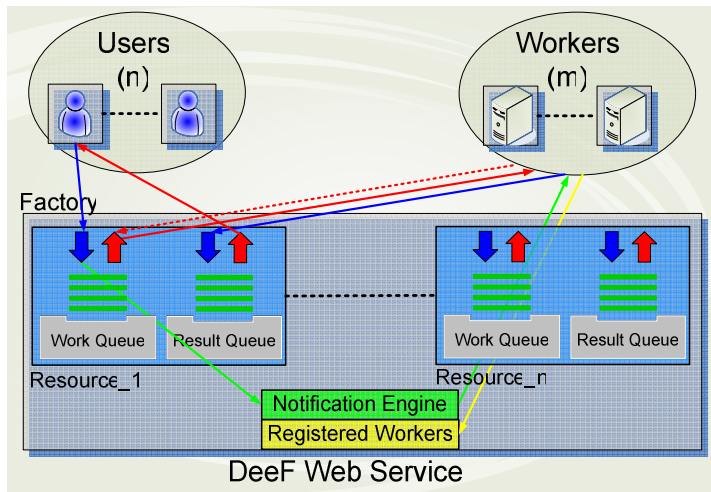 Users
(n)
Workers
(m)
Factory
Work Queue
Result Queue
Work Queue
Result Queue
Resource_1
Resource_n
Notification Engine
Registered Workers
DeeF Web Service